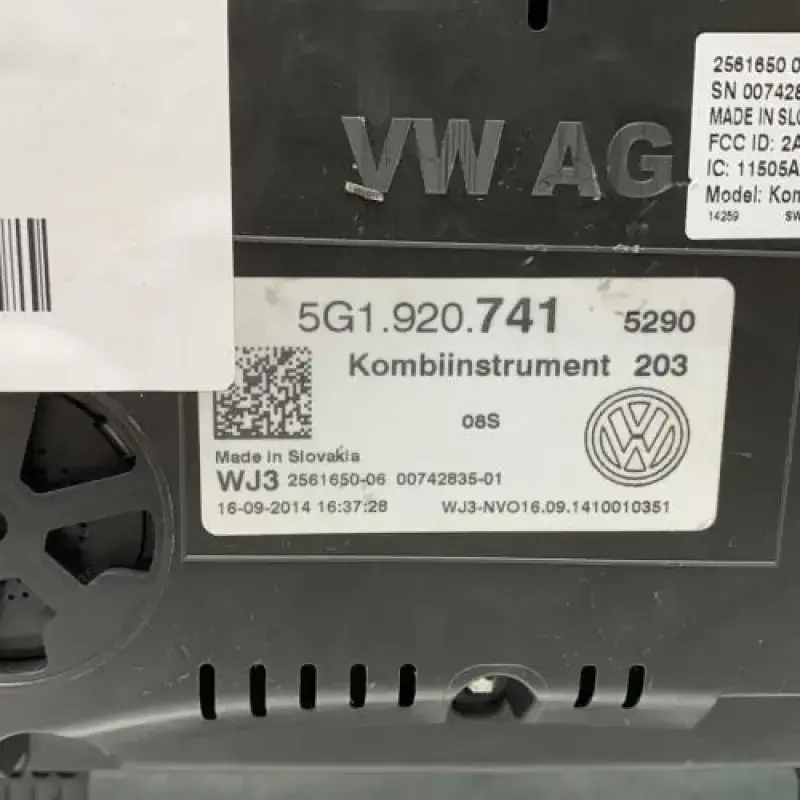 VW AG
2561650 0
SN 007428
MADE IN SLO
FCC ID: 2A
IC: 11505A
Model: Kom
14259 SW
5G1.920.741 5290
Kombiinstrument 203
08S
Made in Slovakia
WJ3 2561650-06 00742835-01
16-09-2014 16:37:28 WJ3-NVO16.09.1410010351